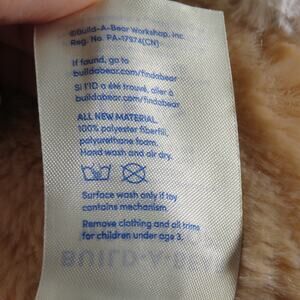 ©Build-A-Bear Workshop, Inc.
Reg. No. PA-17974(CN)
If found, go to
buildabear.com/findabear
Si l'ID a été trouvé, aller à
buildabear.com/findabear
ALL NEW MATERIAL
100% polyester fiberfill,
polyurethane foam.
Hand wash and air dry.
Surface wash only if toy
contains mechanism.
Remove clothing and all trims
for children under age 3.
BUILD-A-BEAR